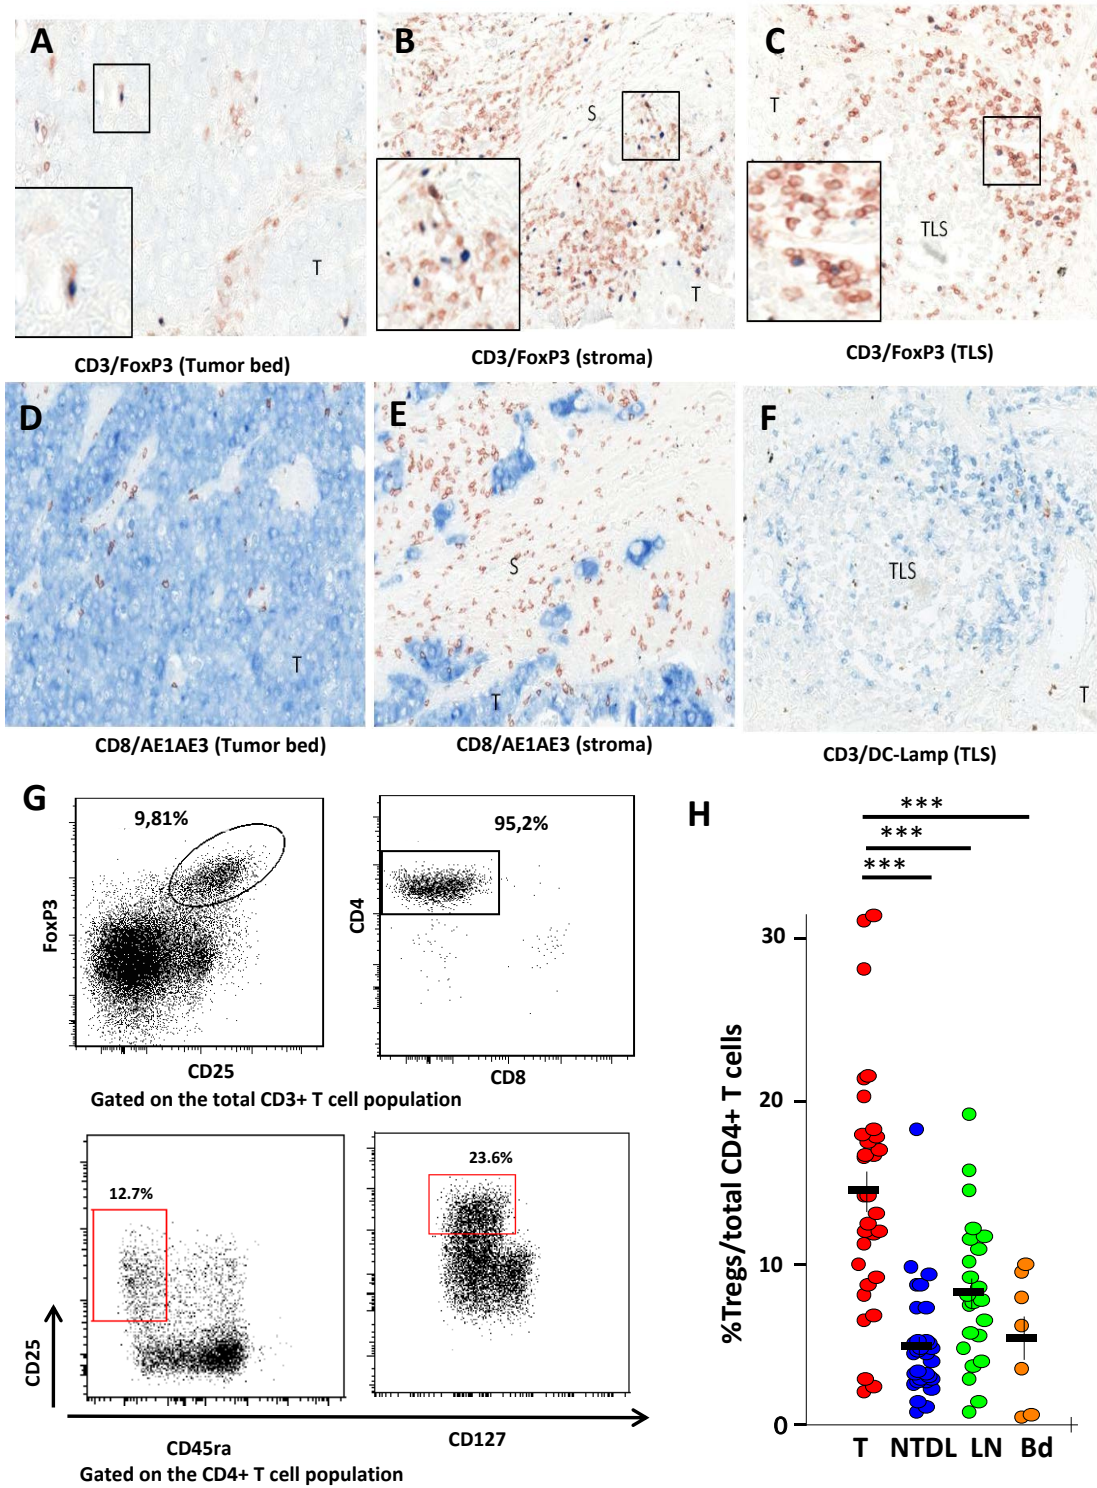 A
B
C
S
T
T
T
TLS
CD3/FoxP3 (Tumor bed)
CD3/FoxP3 (stroma)
CD3/FoxP3 (TLS)
D
E
F
S
TLS
T
T
T
CD8/AE1AE3 (Tumor bed)
CD8/AE1AE3 (stroma)
CD3/DC-Lamp (TLS)
G
9,81%
FoxP3
CD25
95,2%
CD4
CD8
Gated on the total CD3+ T cell population
12.7%
23.6%
CD25
CD45ra
CD127
Gated on the CD4+ T cell population
H
***
***
***
%Tregs/total CD4+ T cells
30
20
10
0
T NTDL LN Bd